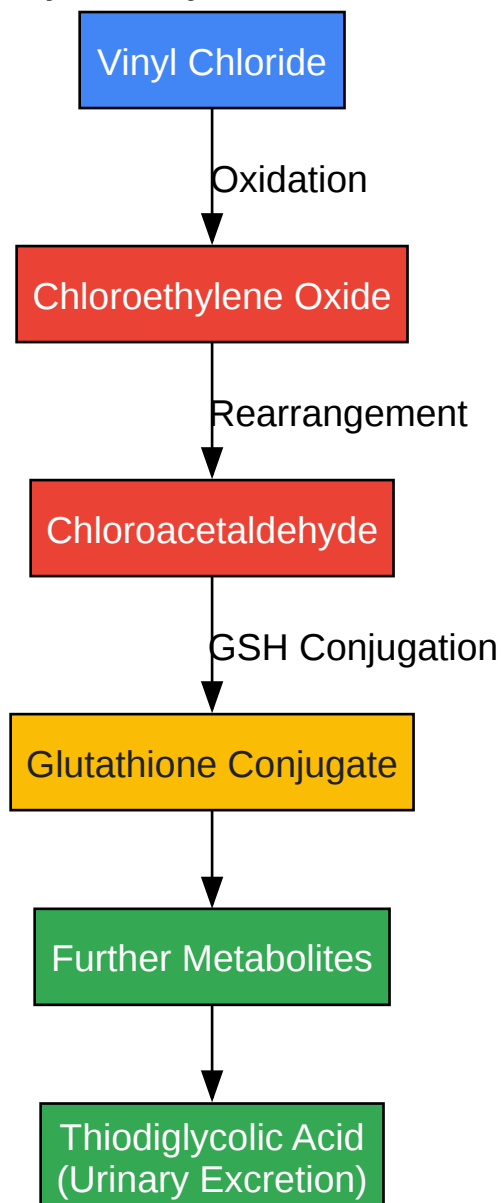 Vinyl Chloride
Oxidation
Chloroethylene Oxide
Rearrangement
Chloroacetaldehyde
GSH Conjugation
Glutathione Conjugate
Further Metabolites
Thiodiglycolic Acid
(Urinary Excretion)